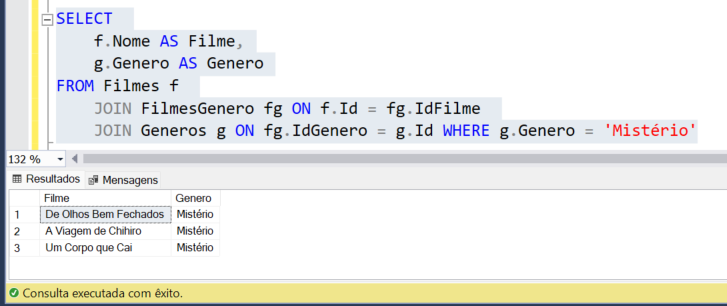 SELECT
f.Nome AS Filme,
g.Genero AS Genero
FROM Filmes f
JOIN FilmesGenero fg ON f.Id = fg.IdFilme
JOIN Generos g ON fg.IdGenero = g.Id WHERE g.Genero = 'Mistério'
132 %
Resultados Mensagens
Filme Genero
1 De Olhos Bem Fechados Mistério
2 A Viagem de Chihiro Mistério
3 Um Corpo que Cai Mistério
Consulta executada com êxito.